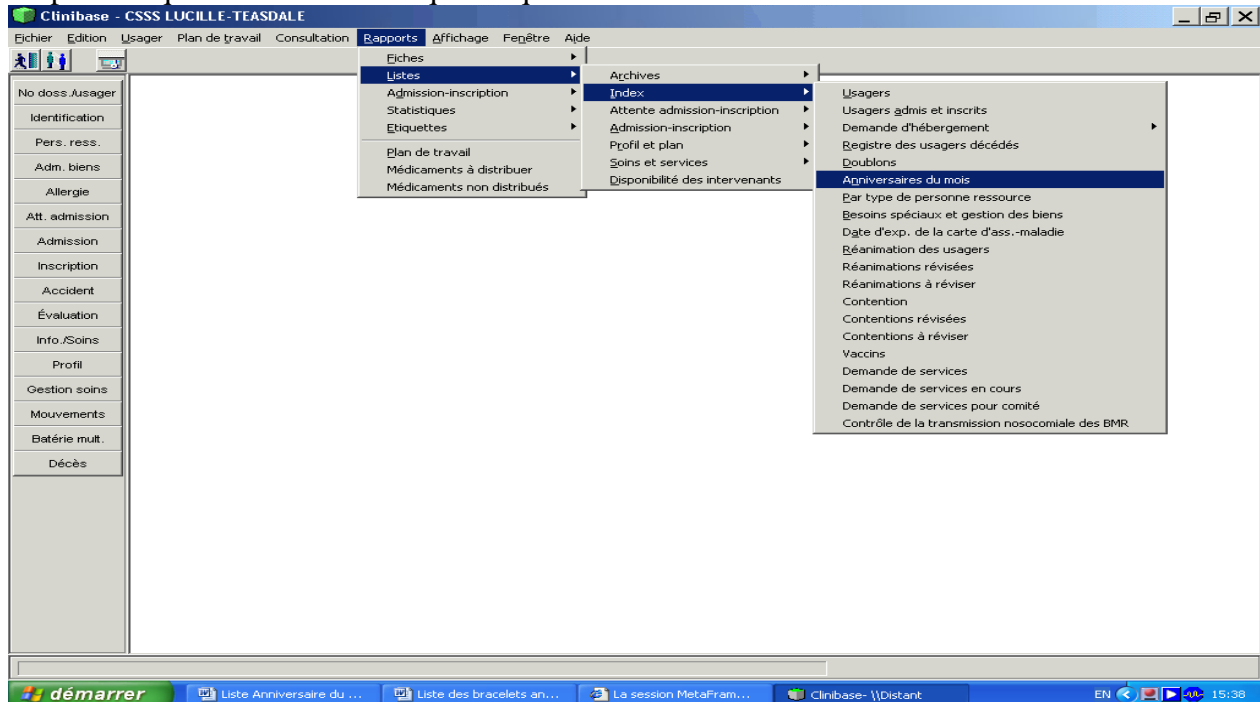 Clinibase - CSSS LUCILLE-TEASDALE
Fichier Edition Usager Plan de travail Consultation Rapports Affichage Fenêtre Aide
No doss./usager
Identification
Pers. ress.
Adm. biens
Allergie
Att. admission
Admission
Inscription
Accident
Évaluation
Info./Soins
Profil
Gestion soins
Mouvements
Batérie mult.
Décès
Fiches
Listes
Admission-inscription
Statistiques
Etiquettes
Plan de travail
Médicaments à distribuer
Médicaments non distribués
Archives
Index
Attente admission-inscription
Admission-inscription
Profil et plan
Soins et services
Disponibilité des intervenants
Usagers
Usagers admis et inscrits
Demande d'hébergement
Registre des usagers décédés
Doublons
Anniversaires du mois
Par type de personne ressource
Besoins spéciaux et gestion des biens
Date d'exp. de la carte d'ass.-maladie
Réanimation des usagers
Réanimations révisées
Réanimations à réviser
Contention
Contentions révisées
Contentions à réviser
Vaccins
Demande de services
Demande de services en cours
Demande de services pour comité
Contrôle de la transmission nosocomiale des BMR
démarrer Liste Anniversaire du ... Liste des bracelets an... La session MetaFram... Clinibase- \\Distant EN 15:38